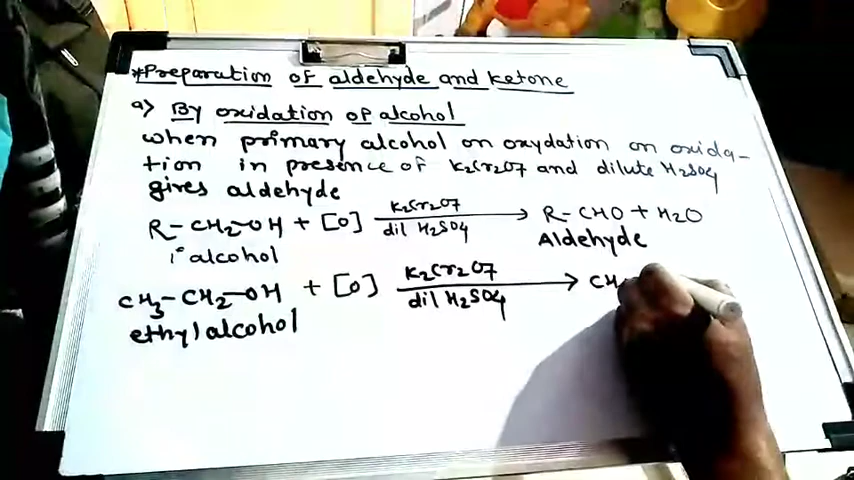 *Preparation of aldehyde and ketone
a) By oxidation of alcohol
when primary alcohol on oxydation on oxida-
tion in presence of K2Cr2O7 and dilute H2SO4
gives aldehyde
R-CH2-OH + [O] K2Cr2O7 dil H2SO4 → R-CHO + H2O
1° alcohol Aldehyde
CH3-CH2-OH + [O] K2Cr2O7 dil H2SO4 → CH
ethyl alcohol